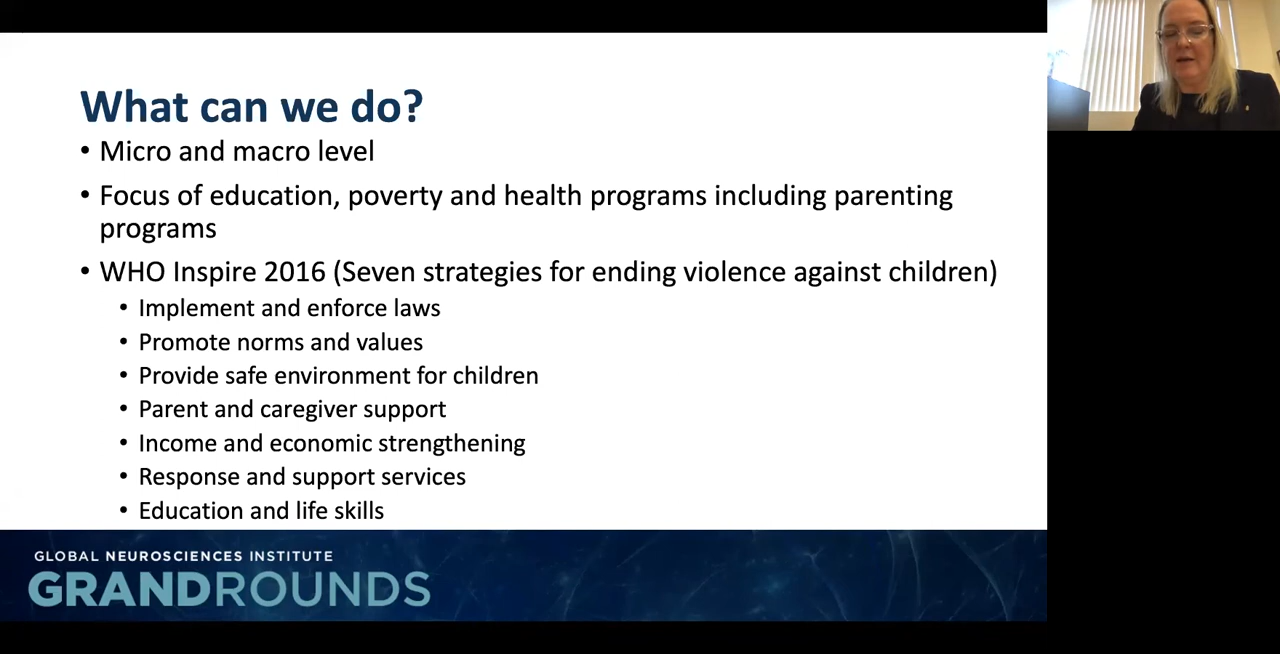 What can we do?
• Micro and macro level
• Focus of education, poverty and health programs including parenting
programs
• WHO Inspire 2016 (Seven strategies for ending violence against children)
• Implement and enforce laws
• Promote norms and values
• Provide safe environment for children
• Parent and caregiver support
• Income and economic strengthening
• Response and support services
• Education and life skills
GLOBAL NEUROSCIENCES INSTITUTE
GRANDROUNDS